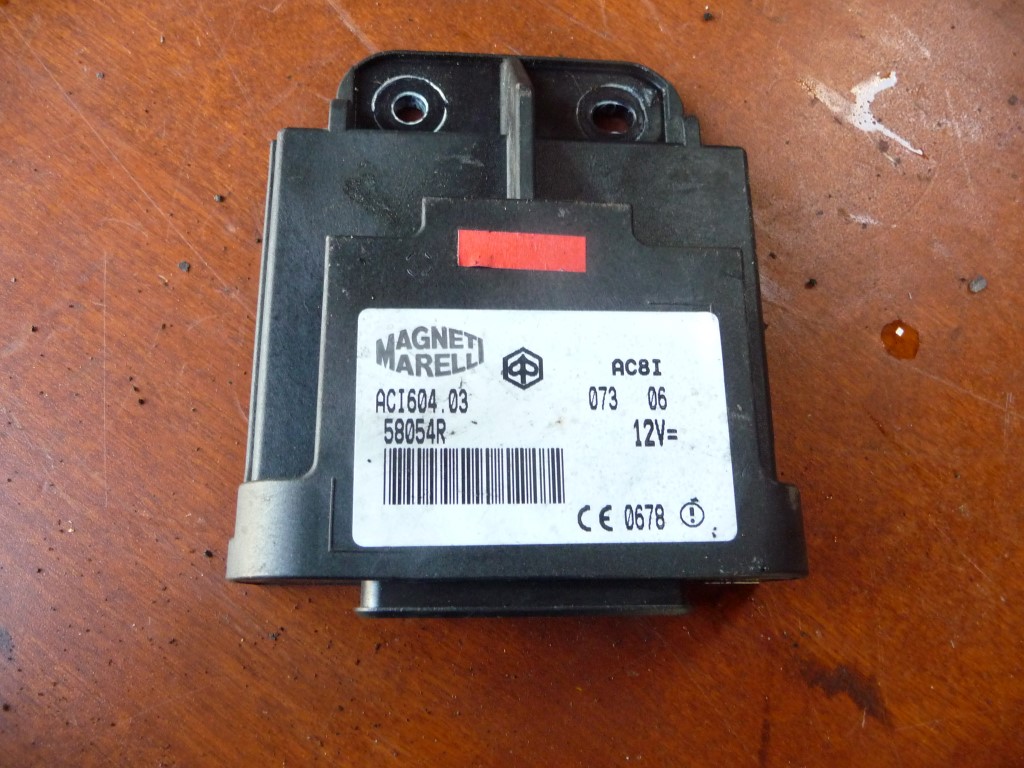 MAGNETI
MARELLI
AC8I
ACI604.03
073 06
58054R
12V=
CE 0678